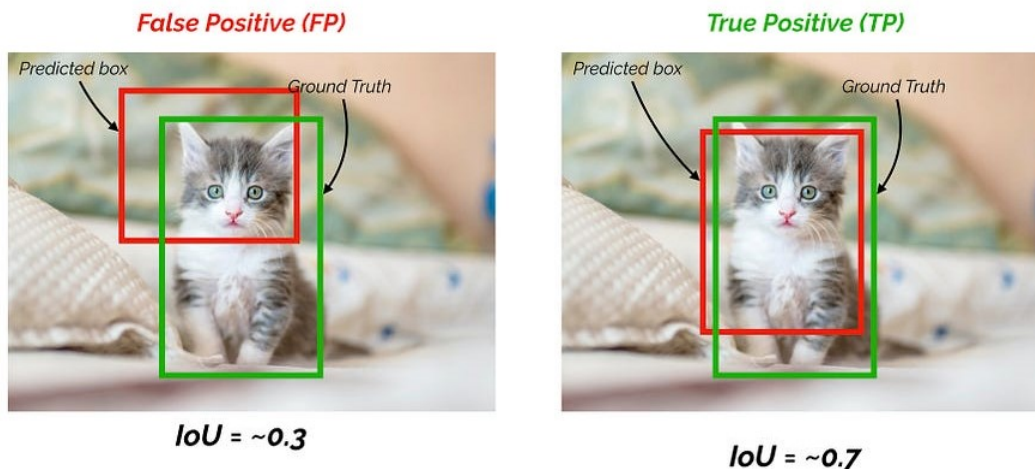 False Positive (FP)
Predicted box
Ground Truth
IoU = ~0.3
True Positive (TP)
Predicted box
Ground Truth
IoU = ~0.7